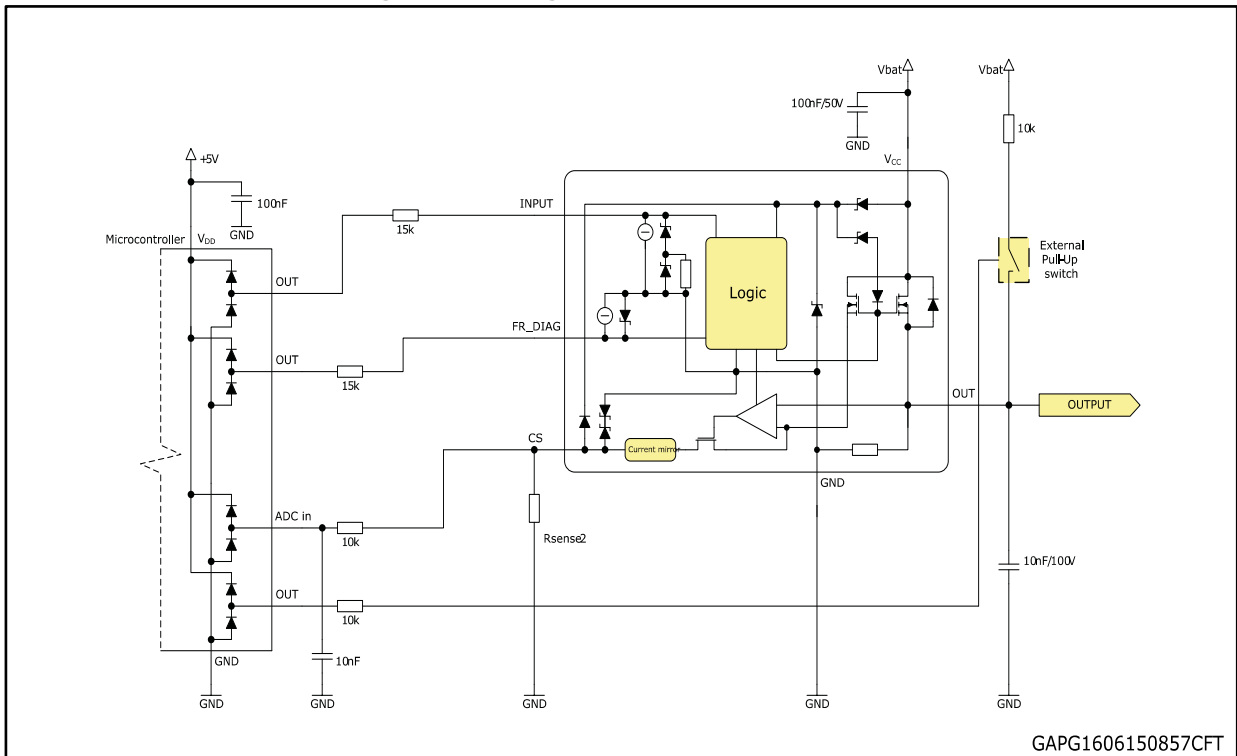 Vbat
Vbat
100nF/50V
10k
GND
VCC
+5V
100nF
INPUT
GND
15k
Microcontroller VDD
External
Pull-Up
switch
OUT
Logic
FR_DIAG
OUT
15k
OUT
OUTPUT
CS
Current mirror
GND
ADC in
10k
Rsense2
10nF/100V
OUT
10k
GND
10nF
GND
GND
GND
GND
GND
GAPG1606150857CFT